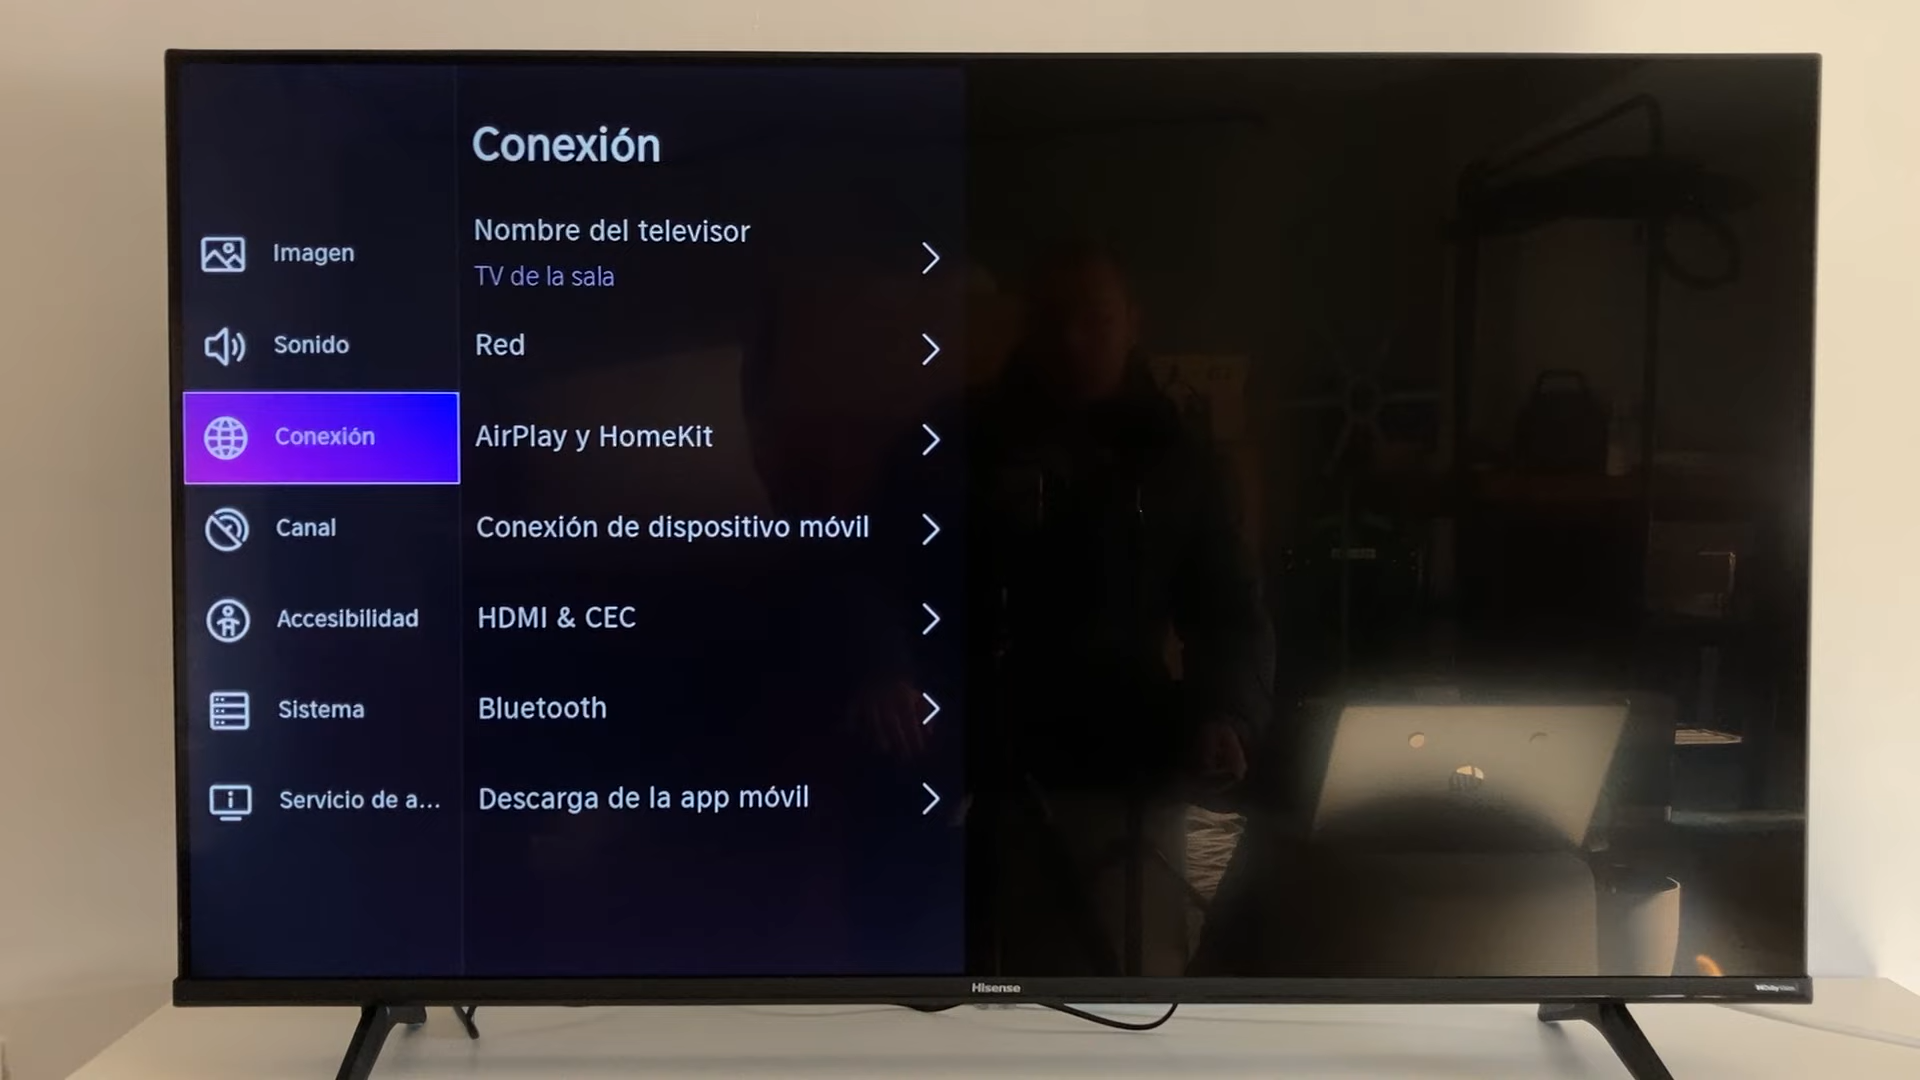 Conexión
Imagen
Sonido
Conexión
Canal
Accesibilidad
Sistema
Servicio de a...
Nombre del televisor
TV de la sala
Red
AirPlay y HomeKit
Conexión de dispositivo móvil
HDMI & CEC
Bluetooth
Descarga de la app móvil
hp
Hisense